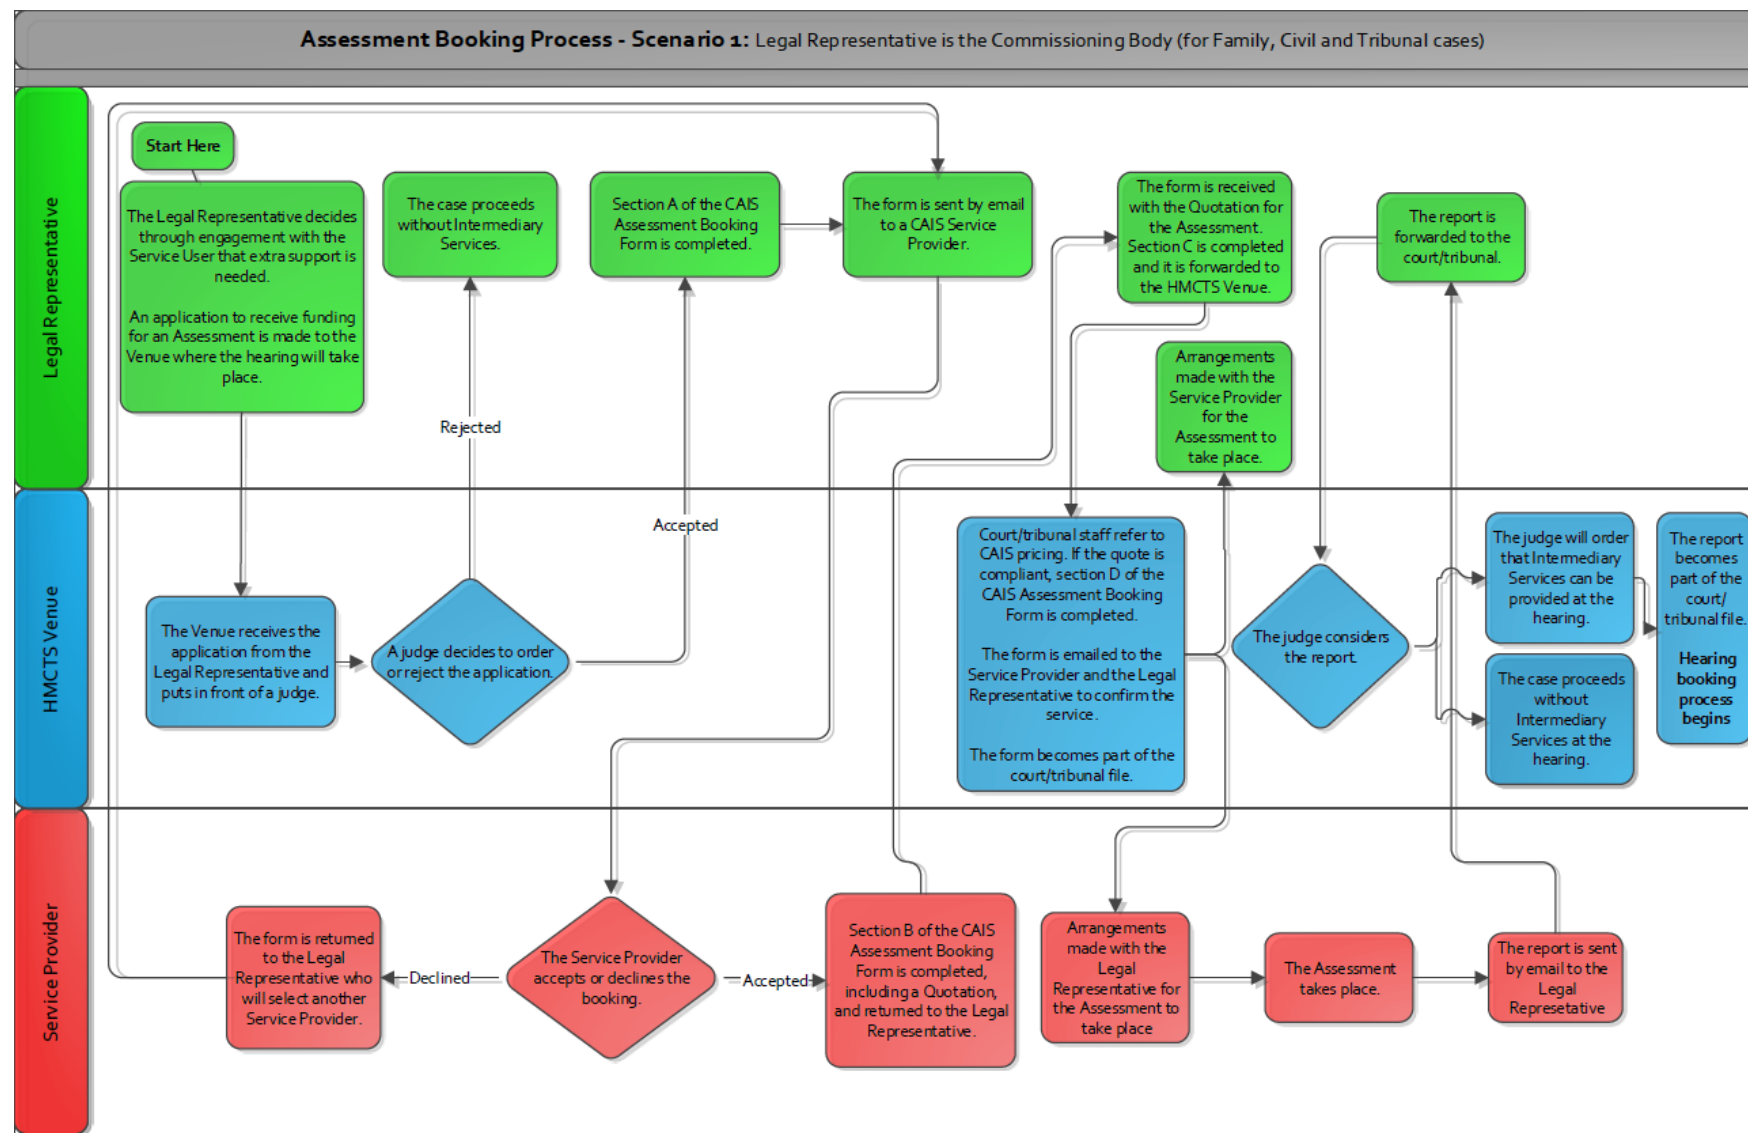 Assessment Booking Process - Scenario 1: Legal Representative is the Commissioning Body (for Family, Civil and Tribunal cases)
Legal Representative
Start Here
The Legal Representative decides
through engagement with the
Service User that extra support is
needed.
An application to receive funding
for an Assessment is made to the
Venue where the hearing will take
place.
The case proceeds
without Intermediary
Services.
Section A of the CAIS
Assessment Booking
Form is completed.
The form is sent by email
to a CAIS Service
Provider.
The form is received
with the Quotation for
the Assessment.
Section C is completed
and it is forwarded to
the HMCTS Venue.
Arrangements
made with the
Service Provider
for the
Assessment to
take place.
The report is
forwarded to the
court/tribunal.
Rejected
Accepted
HMCTS Venue
The Venue receives the
application from the
Legal Representative and
puts in front of a judge.
A judge decides to order
or reject the application.
Court/tribunal staff refer to
CAIS pricing. If the quote is
compliant, section D of the
CAIS Assessment Booking
Form is completed.
The form is emailed to the
Service Provider and the Legal
Representative to confirm the
service.
The form becomes part of the
court/tribunal file.
The judge considers
the report.
The judge will order
that Intermediary
Services can be
provided at the
hearing.
The case proceeds
without
Intermediary
Services at the
hearing.
The report
becomes
part of the
court/
tribunal file.
Hearing
booking
process
begins
Service Provider
The form is returned
to the Legal
Representative who
will select another
Service Provider.
Declined
The Service Provider
accepts or declines the
booking.
Accepted
Section B of the CAIS
Assessment Booking
Form is completed,
including a Quotation,
and returned to the Legal
Representative.
Arrangements
made with the
Legal
Representative for
the Assessment to
take place
The Assessment
takes place.
The report is sent
by email to the
Legal
Represetative